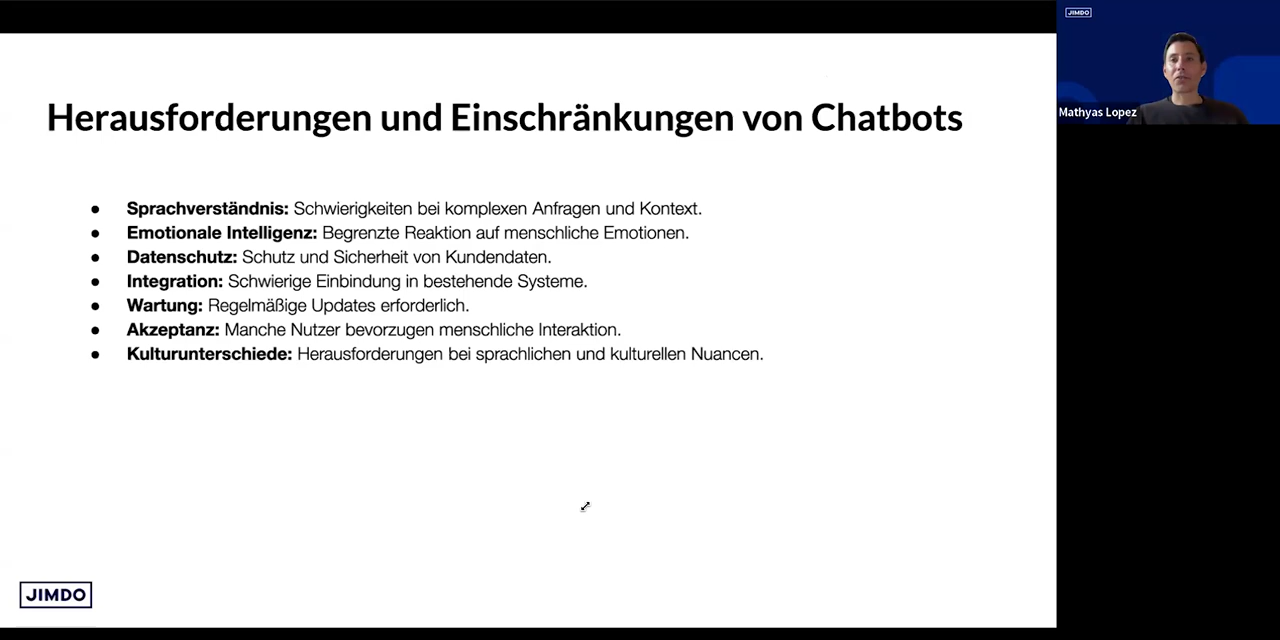 Herausforderungen und Einschränkungen von Chatbots
● Sprachverständnis: Schwierigkeiten bei komplexen Anfragen und Kontext.
● Emotionale Intelligenz: Begrenzte Reaktion auf menschliche Emotionen.
● Datenschutz: Schutz und Sicherheit von Kundendaten.
● Integration: Schwierige Einbindung in bestehende Systeme.
● Wartung: Regelmäßige Updates erforderlich.
● Akzeptanz: Manche Nutzer bevorzugen menschliche Interaktion.
● Kulturunterschiede: Herausforderungen bei sprachlichen und kulturellen Nuancen.
JIMDO
JIMDO
Mathyas Lopez